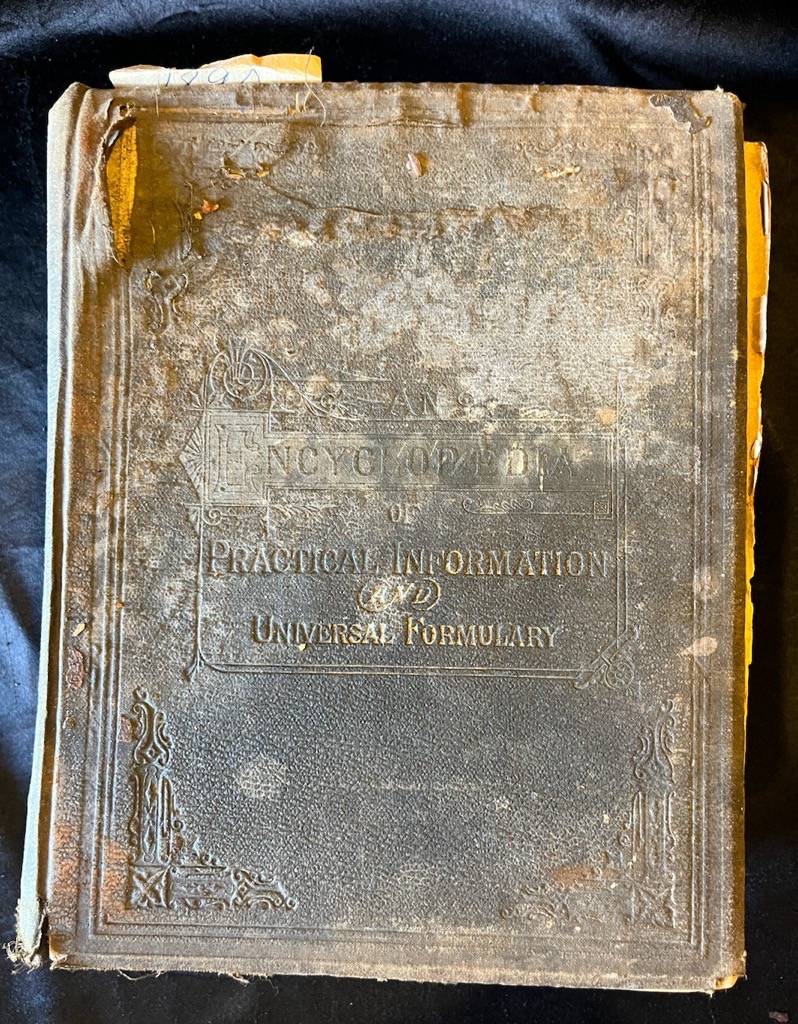 AN
ENCYCLOPÆDIA
OF
PRACTICAL INFORMATION
AND
UNIVERSAL FORMULARY